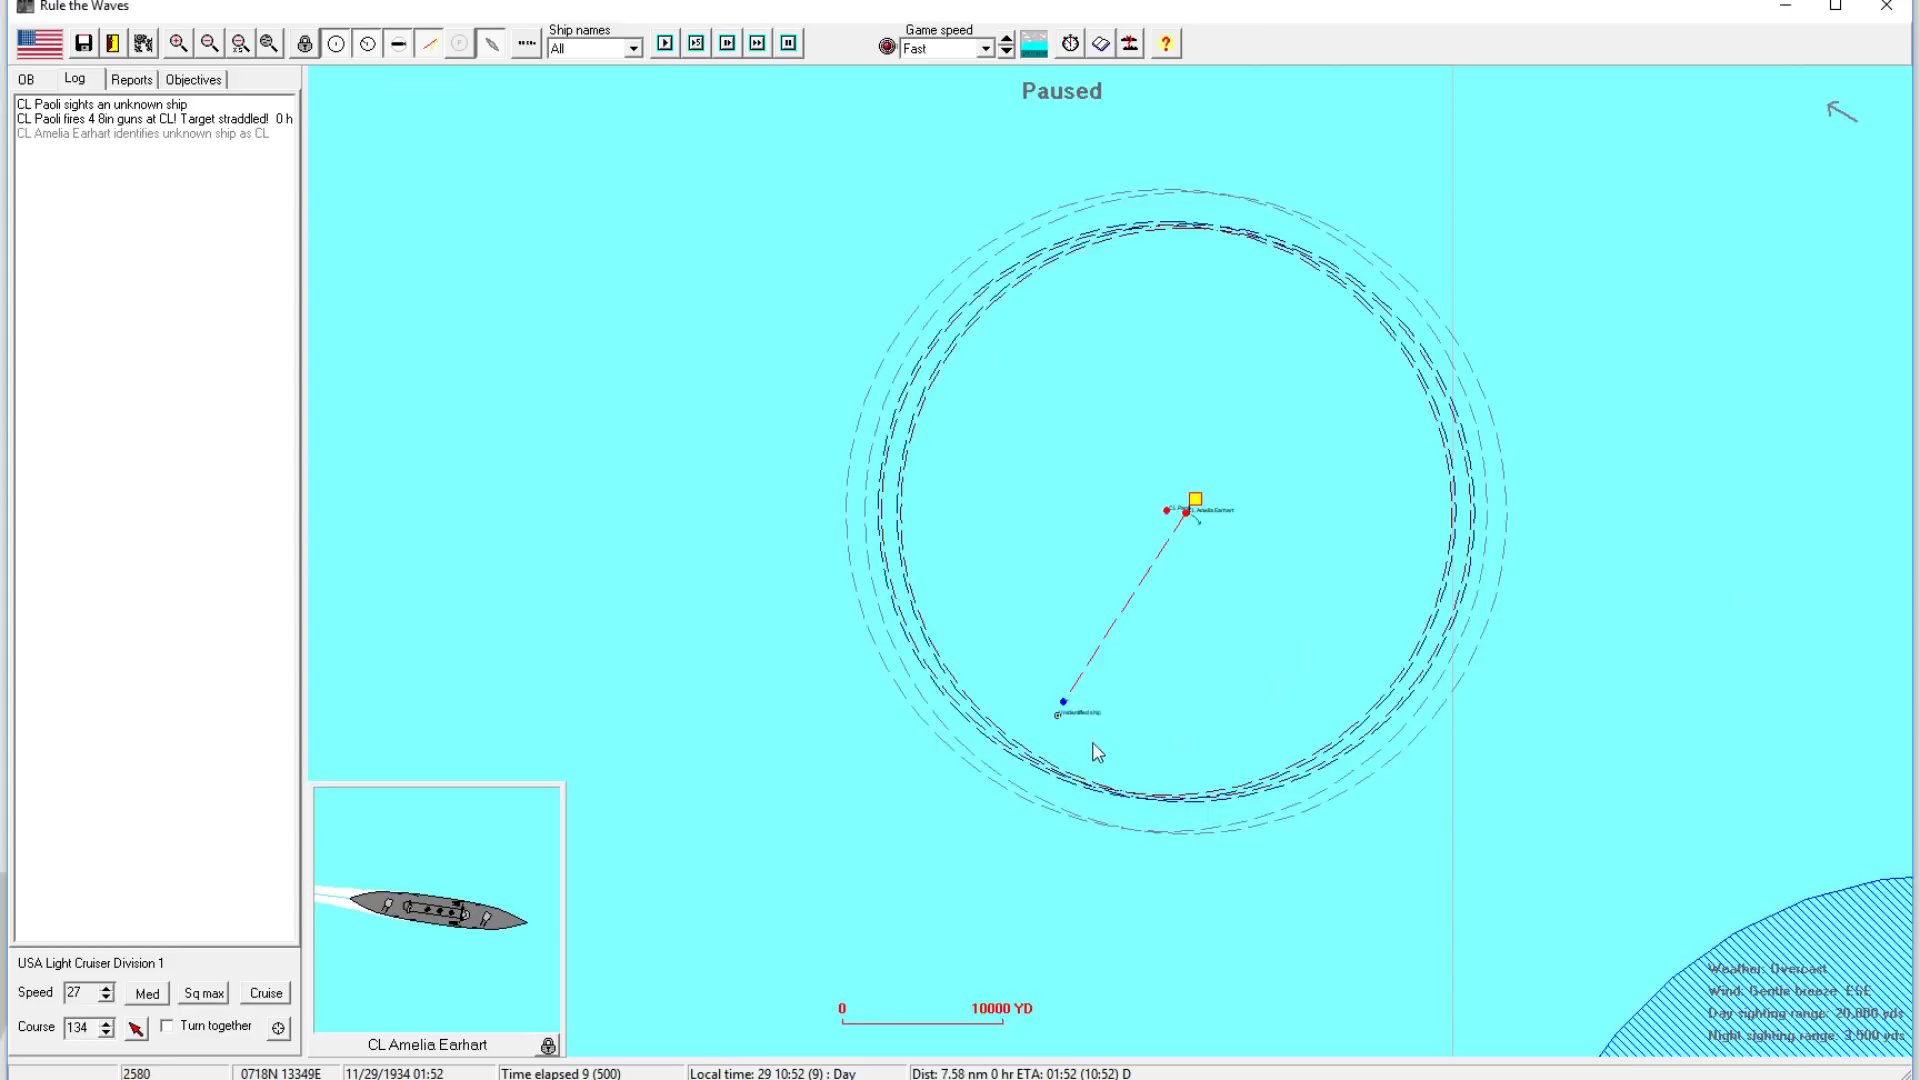 Rule the Waves
Ship names
All
Game speed
Fast
OB
Log
Reports
Objectives
CL Paoli sights an unknown ship
CL Paoli fires 4 8in guns at CL! Target straddled! 0 h
CL Amelia Earhart identifies unknown ship as CL
Paused
CL Amelia Earhart
Unidentified ship
0
10000 YD
Weather: Overcast
Wind: Gentle breeze ESE
Day sighting range: 20,000 yds
Night sighting range: 3,500 yds
USA Light Cruiser Division 1
Speed 27 Med Sq max Cruise
Course 134 Turn together
CL Amelia Earhart
2580
0718N 13349E
11/29/1934 01:52
Time elapsed 9 (500)
Local time: 29 10:52 (9) : Day
Dist: 7.58 nm 0 hr ETA: 01:52 (10:52) D